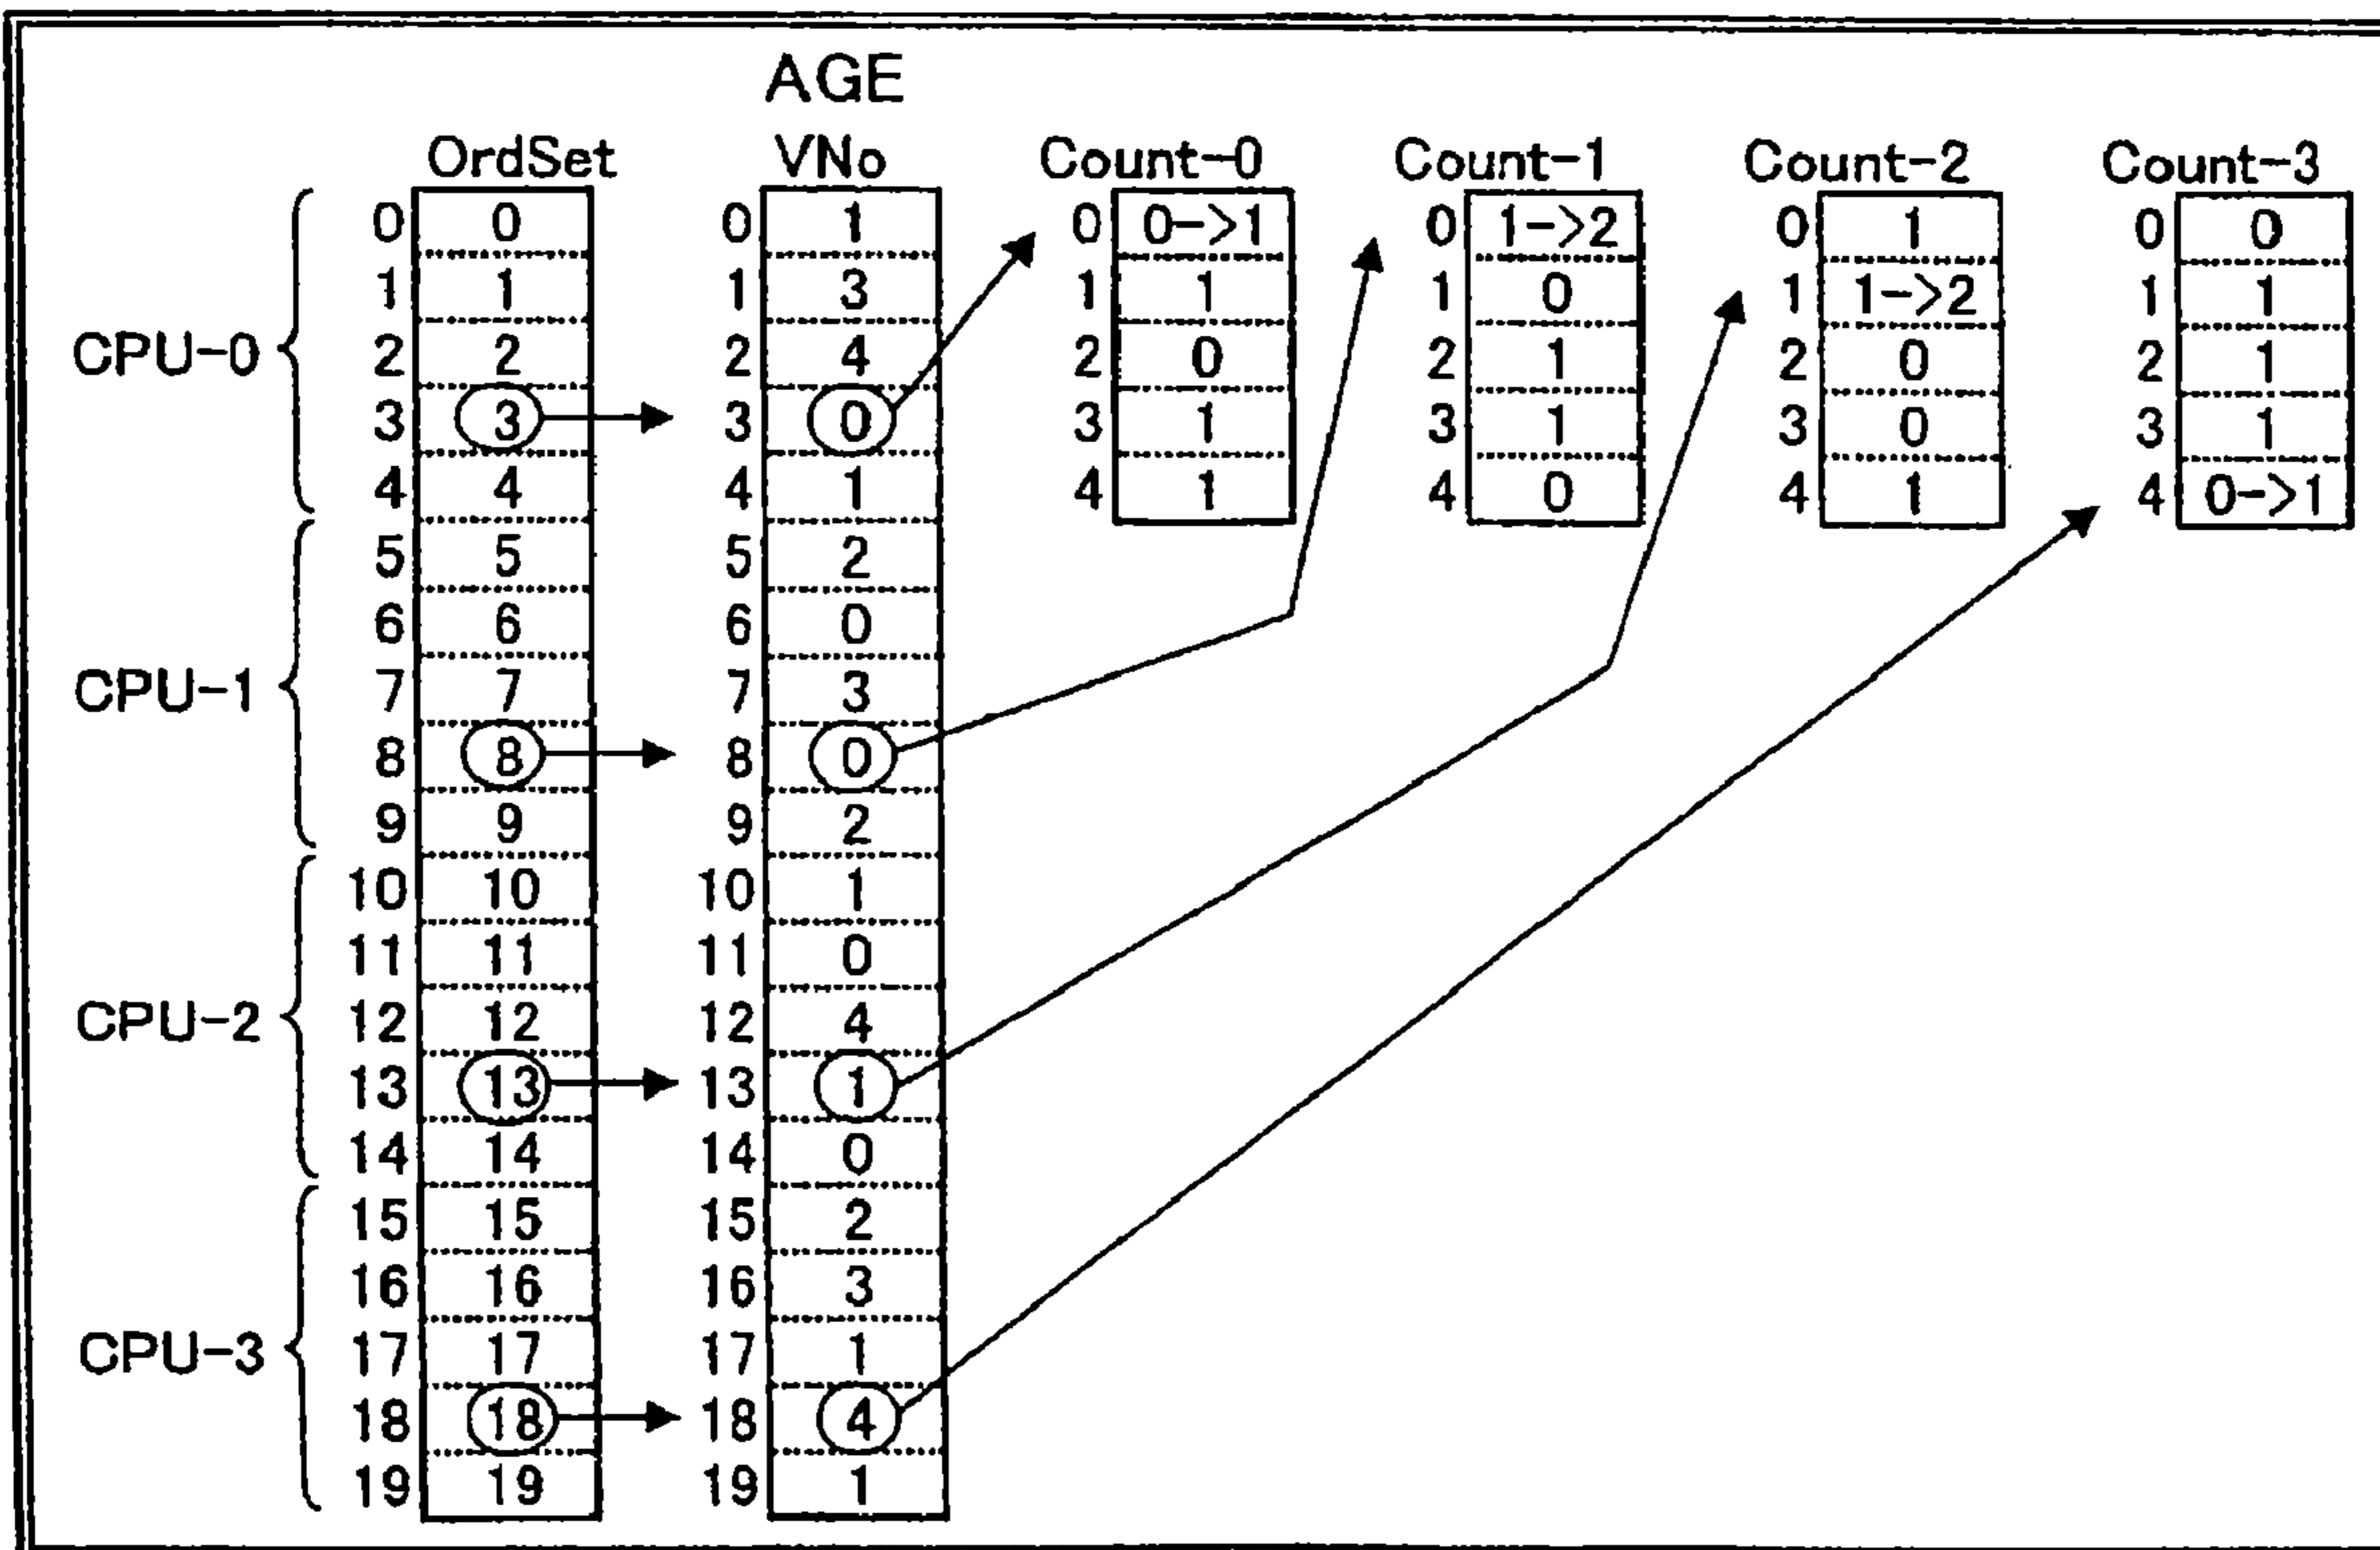 AGE
OrdSet VNo Count-0 Count-1 Count-2 Count-3
0 0 0 1 0 0->1 0 1->2 0 1 0 0
1 1 1 3 1 1 1 0 1 1->2 1 1
CPU-0 2 2 2 4 2 0 2 1 2 0 2 1
3 3 3 0 3 1 3 1 3 0 3 1
4 4 4 1 4 1 4 0 4 1 4 0->1
5 5 5 2
6 6 6 0
CPU-1 7 7 7 3
8 8 8 0
9 9 9 2
10 10 10 1
11 11 11 0
CPU-2 12 12 12 4
13 13 13 1
14 14 14 0
15 15 15 2
16 16 16 3
CPU-3 17 17 17 1
18 18 18 4
19 19 19 1